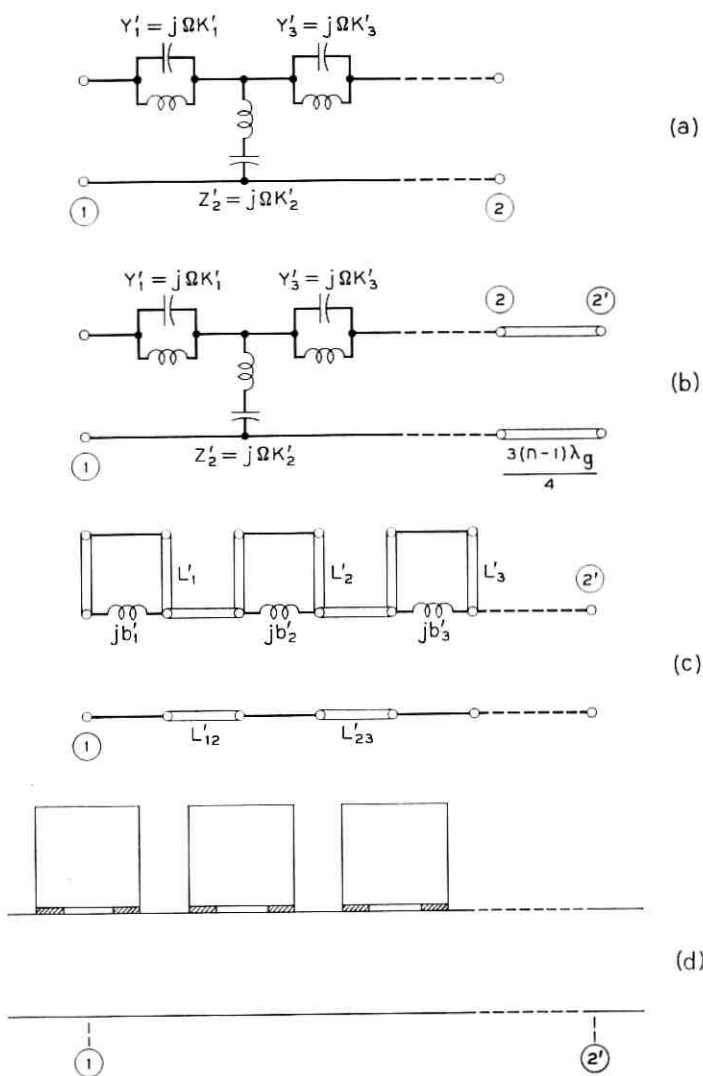 Y′₁ = jΩK′₁ Y′₃ = jΩK′₃
(a)
1 Z′₂ = jΩK′₂ 2
Y′₁ = jΩK′₁ Y′₃ = jΩK′₃ 2 2′
(b)
1 Z′₂ = jΩK′₂ 3(n-1)λg
4
L′₁ L′₂ L′₃ 2′
jb′₁ jb′₂ jb′₃
(c)
1 L′₁₂ L′₂₃
(d)
1 2′